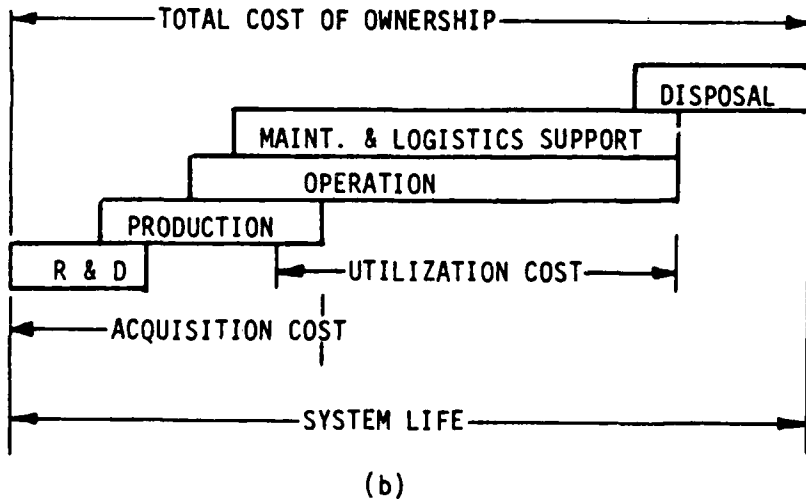 TOTAL COST OF OWNERSHIP
DISPOSAL
MAINT. & LOGISTICS SUPPORT
OPERATION
PRODUCTION
R & D
UTILIZATION COST
ACQUISITION COST
SYSTEM LIFE
(b)